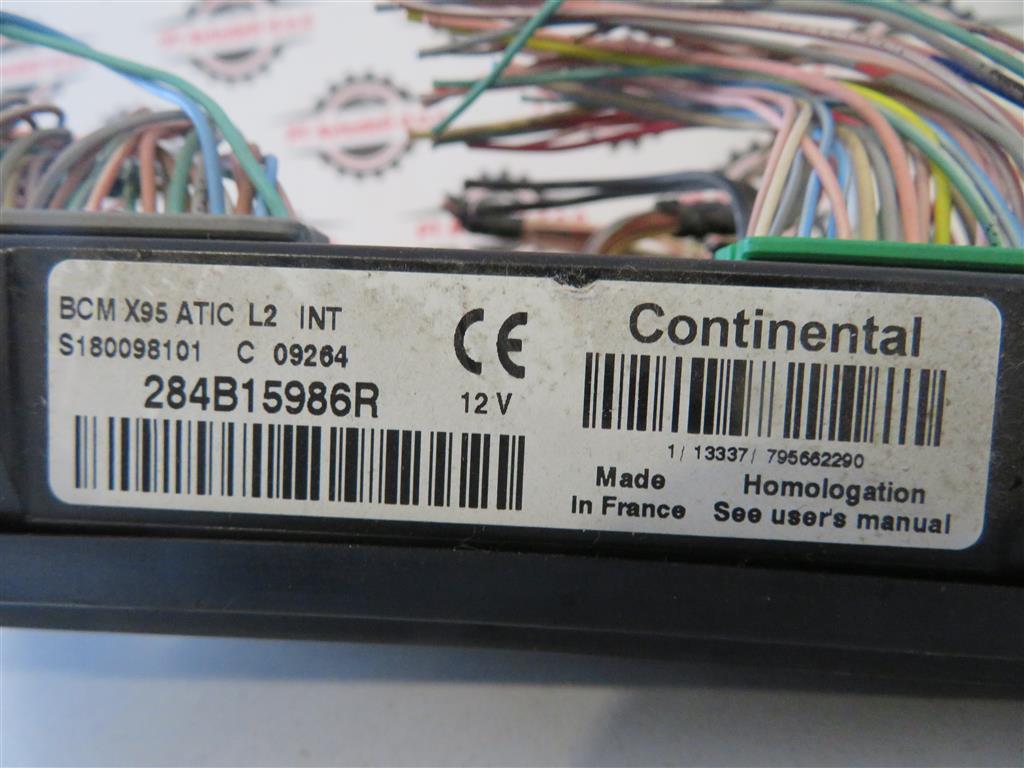 BCM X95 ATIC L2 INT
S180098101 C 09264
284B15986R
CE
12 V
Continental
1/ 13337/ 795662290
Made
In France
Homologation
See user's manual